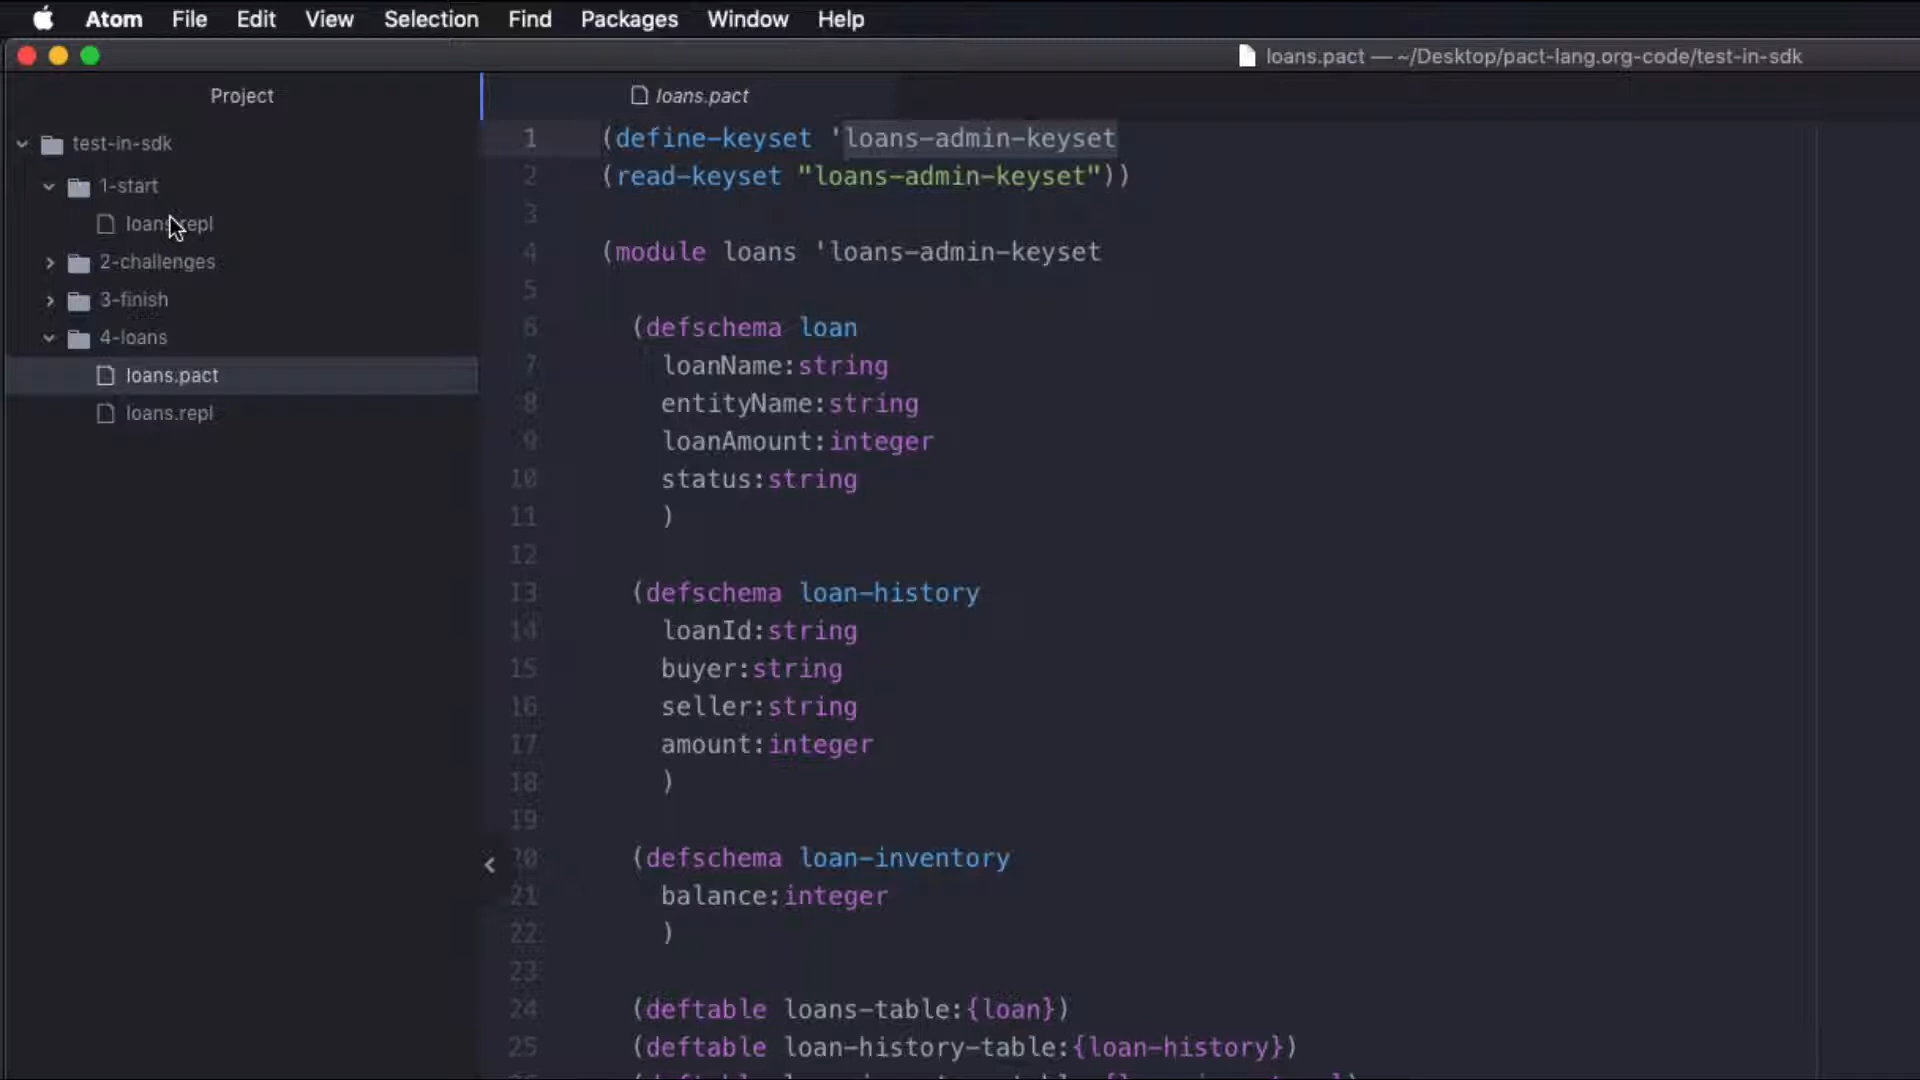 Atom File Edit View Selection Find Packages Window Help
loans.pact — ~/Desktop/pact-lang.org-code/test-in-sdk
Project
loans.pact
test-in-sdk
1-start
loans.repl
2-challenges
3-finish
4-loans
loans.pact
loans.repl
1 (define-keyset 'loans-admin-keyset
2 (read-keyset "loans-admin-keyset"))
3
4 (module loans 'loans-admin-keyset
5
6 (defschema loan
7 loanName:string
8 entityName:string
9 loanAmount:integer
10 status:string
11 )
12
13 (defschema loan-history
14 loanId:string
15 buyer:string
16 seller:string
17 amount:integer
18 )
19
20 (defschema loan-inventory
21 balance:integer
22 )
23
24 (deftable loans-table:{loan})
25 (deftable loan-history-table:{loan-history})